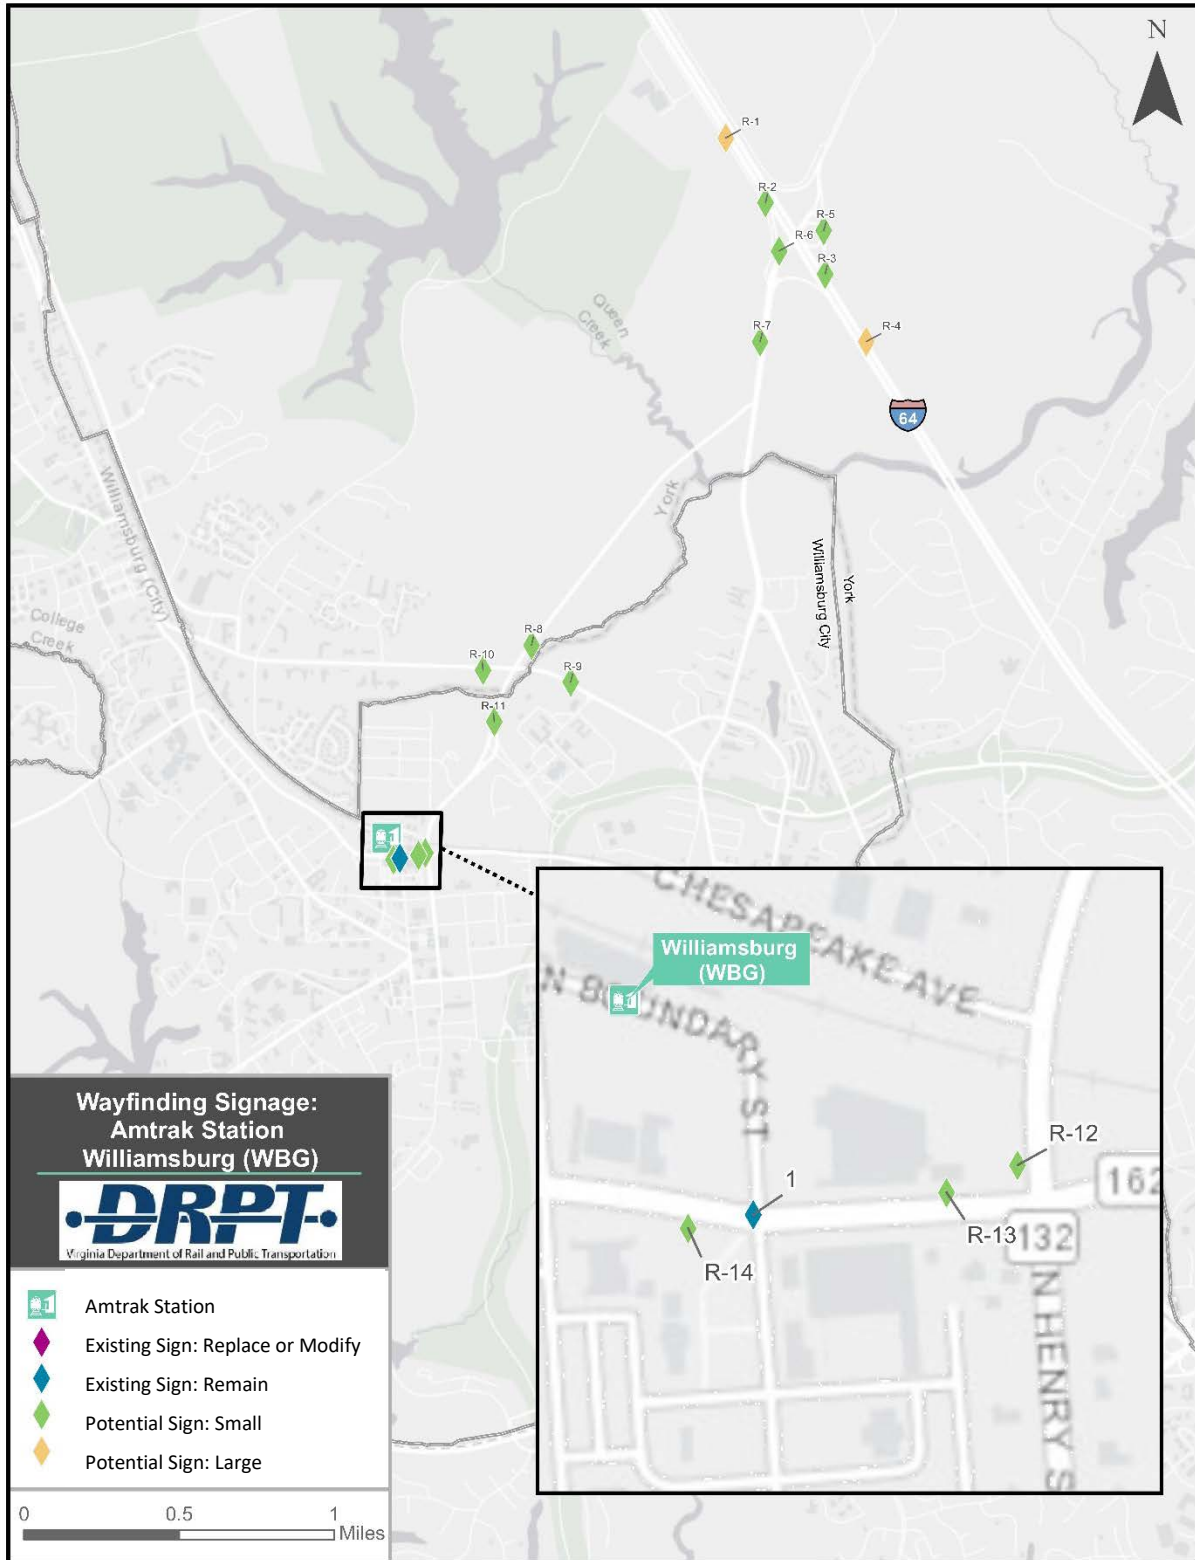 N
R-1
R-2
R-5
R-6
R-3
R-7
R-4
64
Queen
Creek
York
York
Williamsburg City
Williamsburg (City)
College
Creek
R-8
R-10
R-9
R-11
CHESAPEAKE AVE
Williamsburg
(WBG)
N BOUNDARY ST
R-12
1
162
R-13
132
R-14
N HENRY S
Wayfinding Signage:
Amtrak Station
Williamsburg (WBG)
DRPT
Virginia Department of Rail and Public Transportation
Amtrak Station
Existing Sign: Replace or Modify
Existing Sign: Remain
Potential Sign: Small
Potential Sign: Large
0 0.5 1
Miles